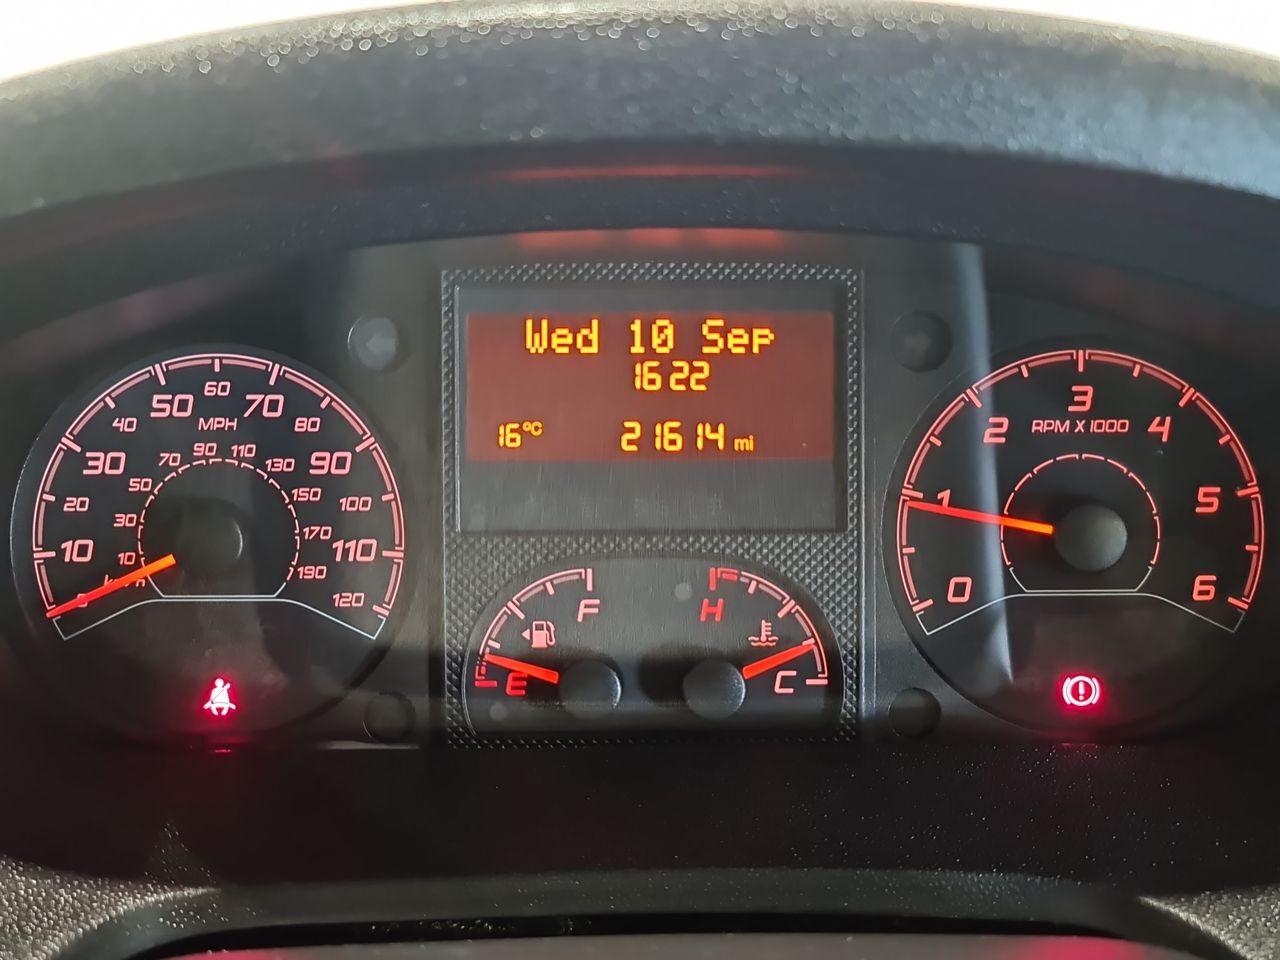 Wed 10 Sep
16 22
16°C 21614 mi
10 20 30 40 50 60 70 80 90 100 110 120
MPH
10 30 50 70 90 110 130 150 170 190
E F
H C
0 1 2 3 4 5 6
RPM X 1000